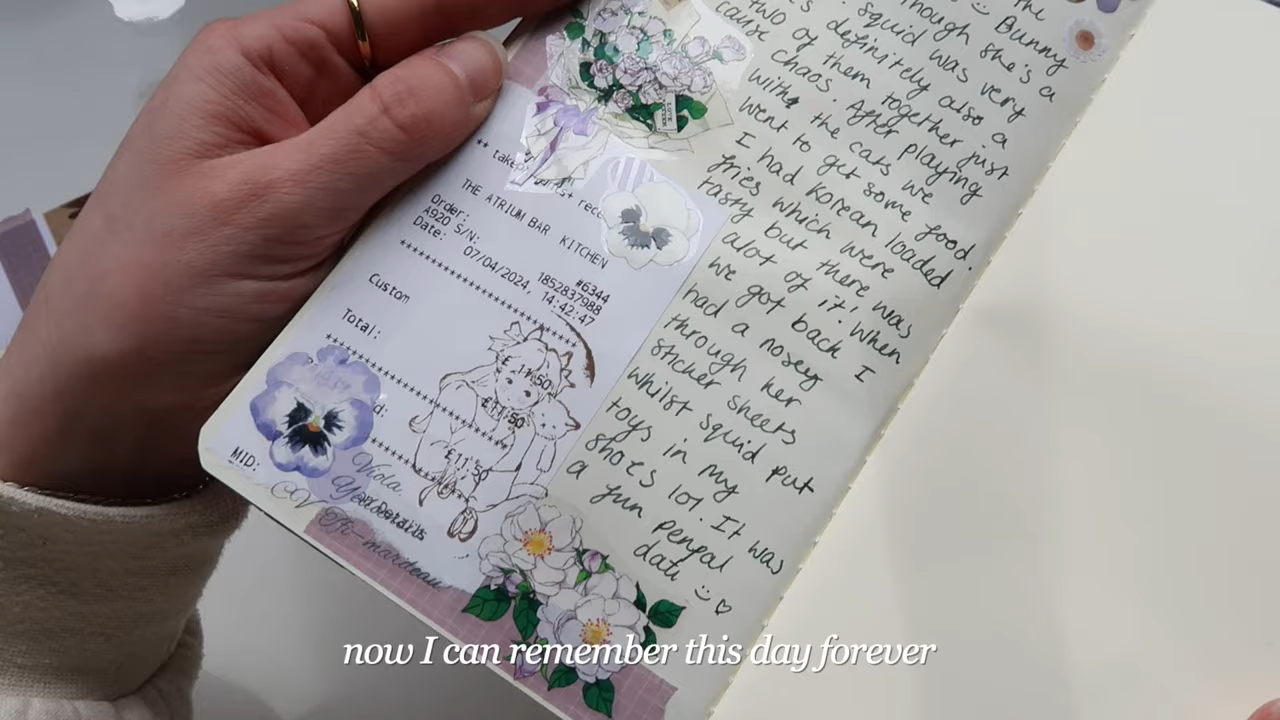 ** takeo
st rece
THE ATRIUM BAR KITCHEN
Order: #6344
A920 S/N: 1852837988
Date: 07/04/2024, 14:42:47
****************************
Custom £ 11.50
Total: £11.50
****************************
d: £11.50
****************************
MID:
Viola.
Details
the
though she's a
Bunny
squid was very
definitely also a
two of them together just
cause chaos. After playing
with the cats we
went to get some food.
I had Korean loaded
fries which were
tasty but there was
alot of it! When
we got back I
had a nosey
through her
sticker sheets
whilst squid put
toys in my
shoes lol. It was
a fun penpal
date
now I can remember this day forever